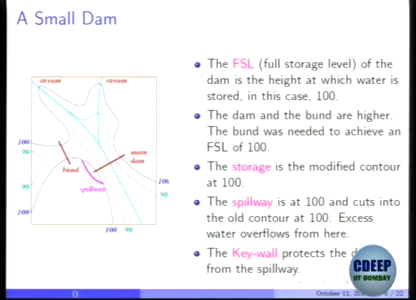 A Small Dam
stream
stream
100
99
bund
main
dam
99
spillway
100
106
99
100
99
The FSL (full storage level) of the
dam is the height at which water is
stored, in this case, 100.
The dam and the bund are higher.
The bund was needed to achieve an
FSL of 100.
The storage is the modified contour
at 100.
The spillway is at 100 and cuts into
the old contour at 100. Excess
water overflows from here.
The Key-wall protects the
from the spillway.
CDEEP
IIT BOMBAY
October 11,
/ 22